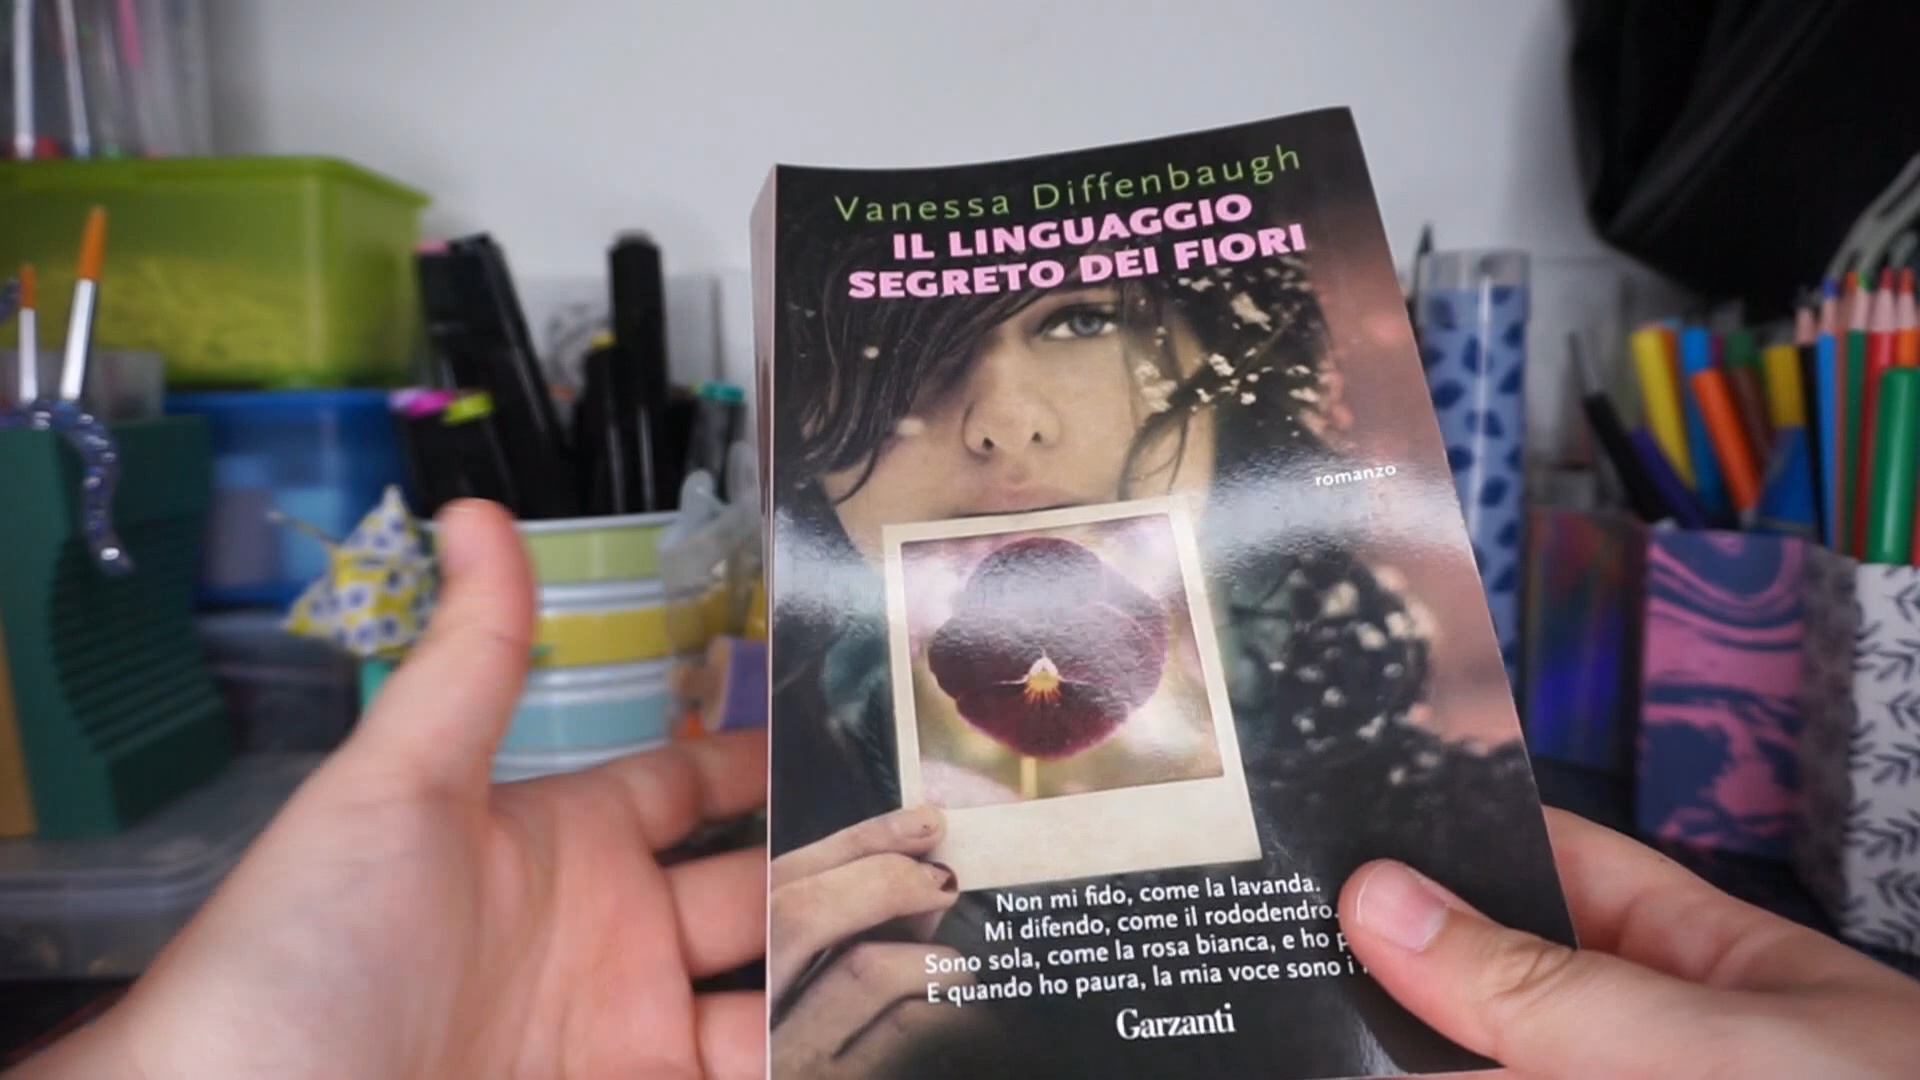 Vanessa Diffenbaugh
IL LINGUAGGIO
SEGRETO DEI FIORI
romanzo
Non mi fido, come la lavanda.
Mi difendo, come il rododendro.
Sono sola, come la rosa bianca, e ho
E quando ho paura, la mia voce sono i
Garzanti